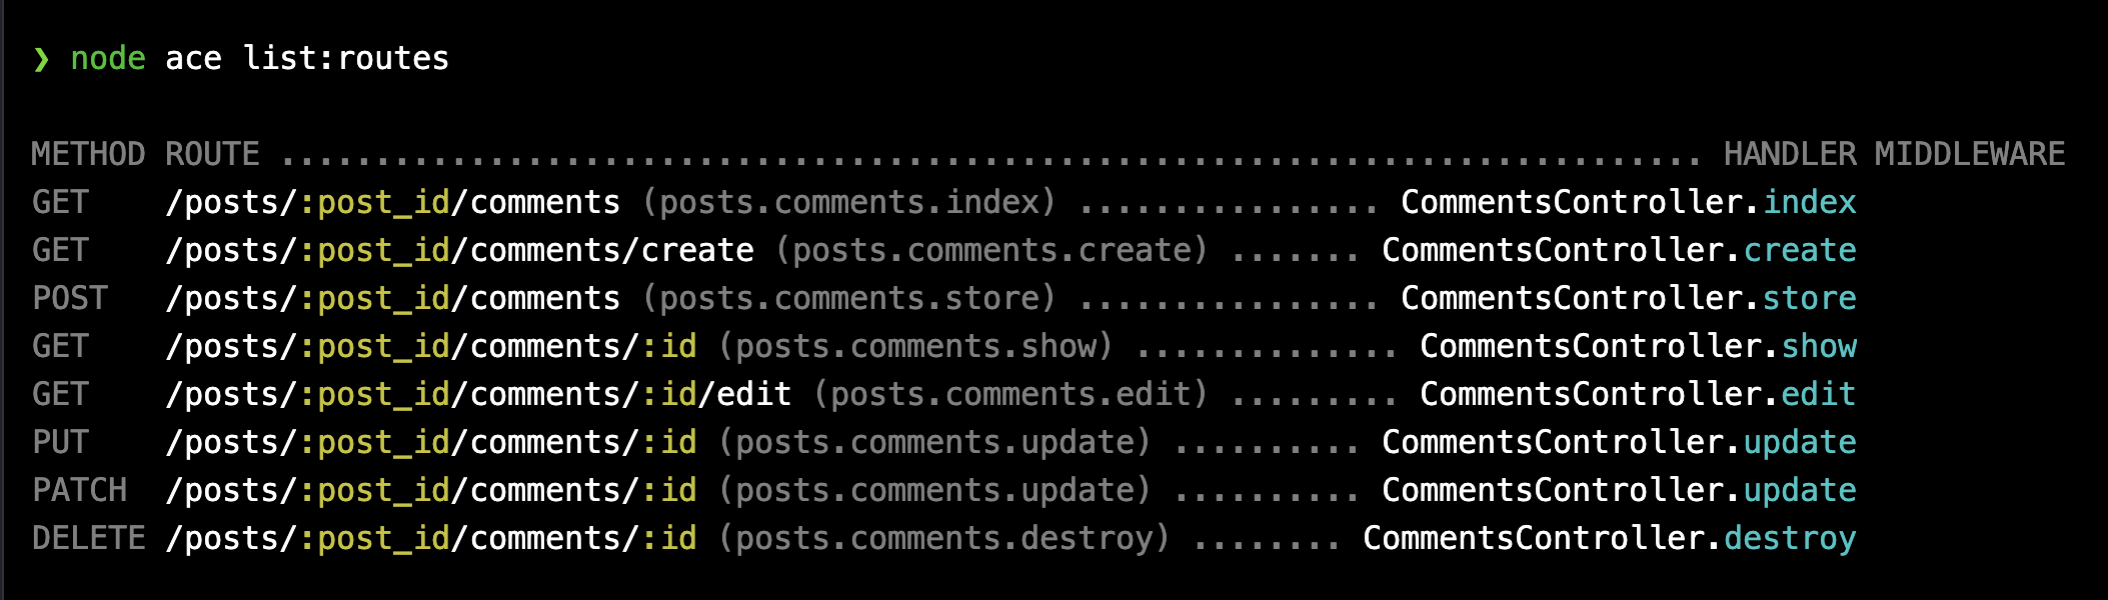 ❯ node ace list:routes
METHOD ROUTE ........................................................................... HANDLER MIDDLEWARE
GET /posts/:post_id/comments (posts.comments.index) ................ CommentsController.index
GET /posts/:post_id/comments/create (posts.comments.create) ....... CommentsController.create
POST /posts/:post_id/comments (posts.comments.store) ................ CommentsController.store
GET /posts/:post_id/comments/:id (posts.comments.show) .............. CommentsController.show
GET /posts/:post_id/comments/:id/edit (posts.comments.edit) ......... CommentsController.edit
PUT /posts/:post_id/comments/:id (posts.comments.update) .......... CommentsController.update
PATCH /posts/:post_id/comments/:id (posts.comments.update) .......... CommentsController.update
DELETE /posts/:post_id/comments/:id (posts.comments.destroy) ........ CommentsController.destroy